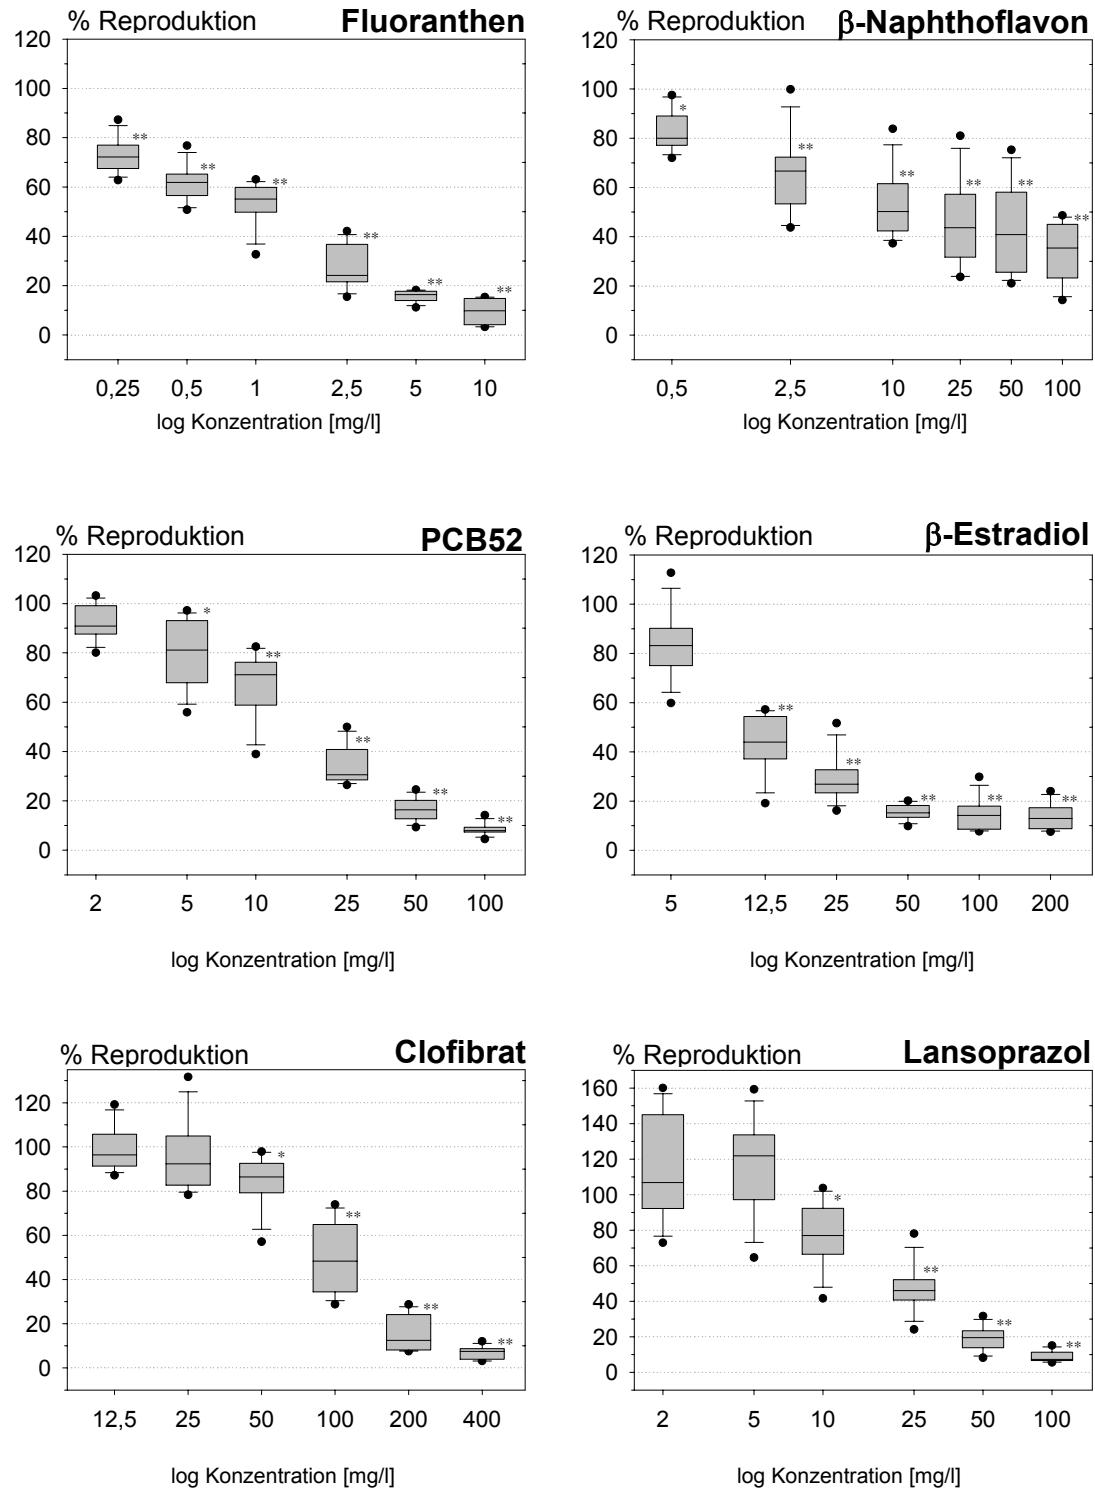 % Reproduktion Fluoranthen
120
100
80
60
40
20
0
** ** ** ** ** **
0,25 0,5 1 2,5 5 10
log Konzentration [mg/l]
% Reproduktion β-Naphthoflavon
120
100
80
60
40
20
0
* ** ** ** ** **
0,5 2,5 10 25 50 100
log Konzentration [mg/l]
% Reproduktion PCB52
120
100
80
60
40
20
0
* ** ** ** **
2 5 10 25 50 100
log Konzentration [mg/l]
% Reproduktion β-Estradiol
120
100
80
60
40
20
0
** ** ** ** **
5 12,5 25 50 100 200
log Konzentration [mg/l]
% Reproduktion Clofibrat
120
100
80
60
40
20
0
* ** ** **
12,5 25 50 100 200 400
log Konzentration [mg/l]
% Reproduktion Lansoprazol
160
140
120
100
80
60
40
20
0
* ** ** **
2 5 10 25 50 100
log Konzentration [mg/l]